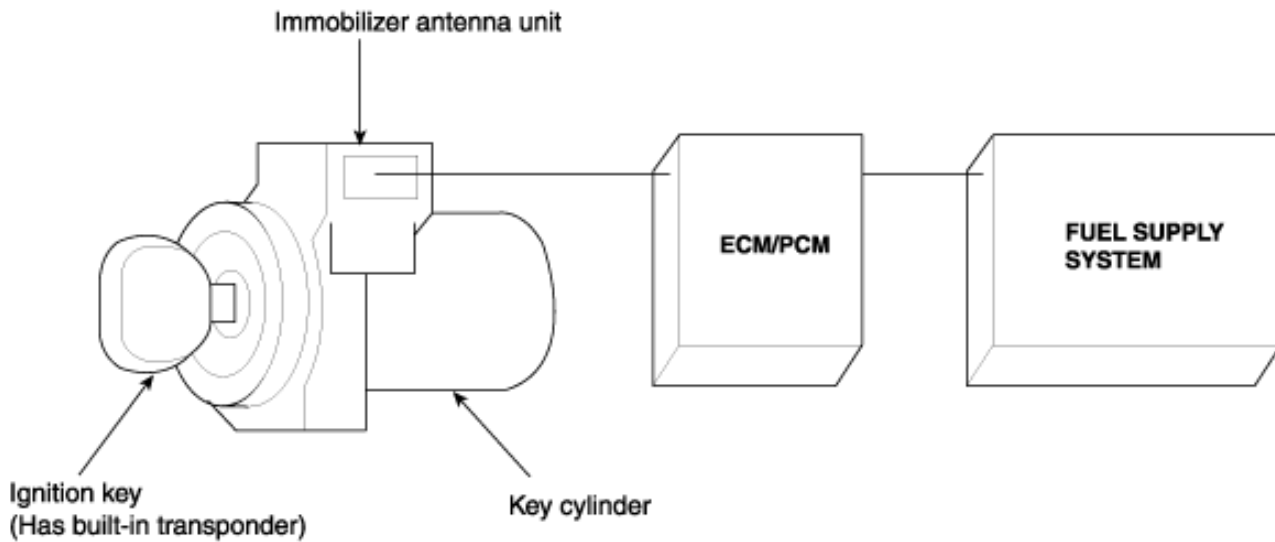 Immobilizer antenna unit
ECM/PCM
FUEL SUPPLY
SYSTEM
Ignition key
(Has built-in transponder)
Key cylinder